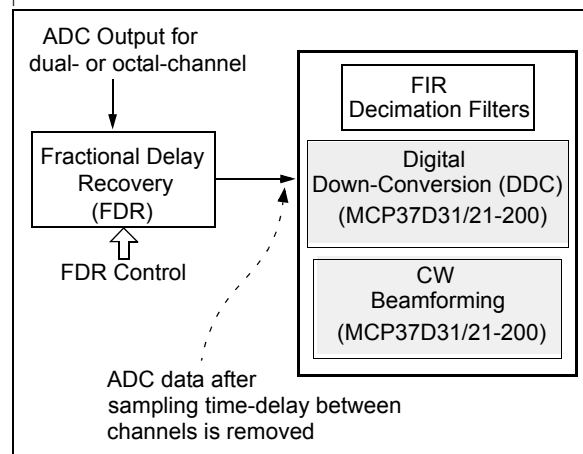 ADC Output for
dual- or octal-channel
Fractional Delay
Recovery
(FDR)
FDR Control
FIR
Decimation Filters
Digital
Down-Conversion (DDC)
(MCP37D31/21-200)
CW
Beamforming
(MCP37D31/21-200)
ADC data after
sampling time-delay between
channels is removed